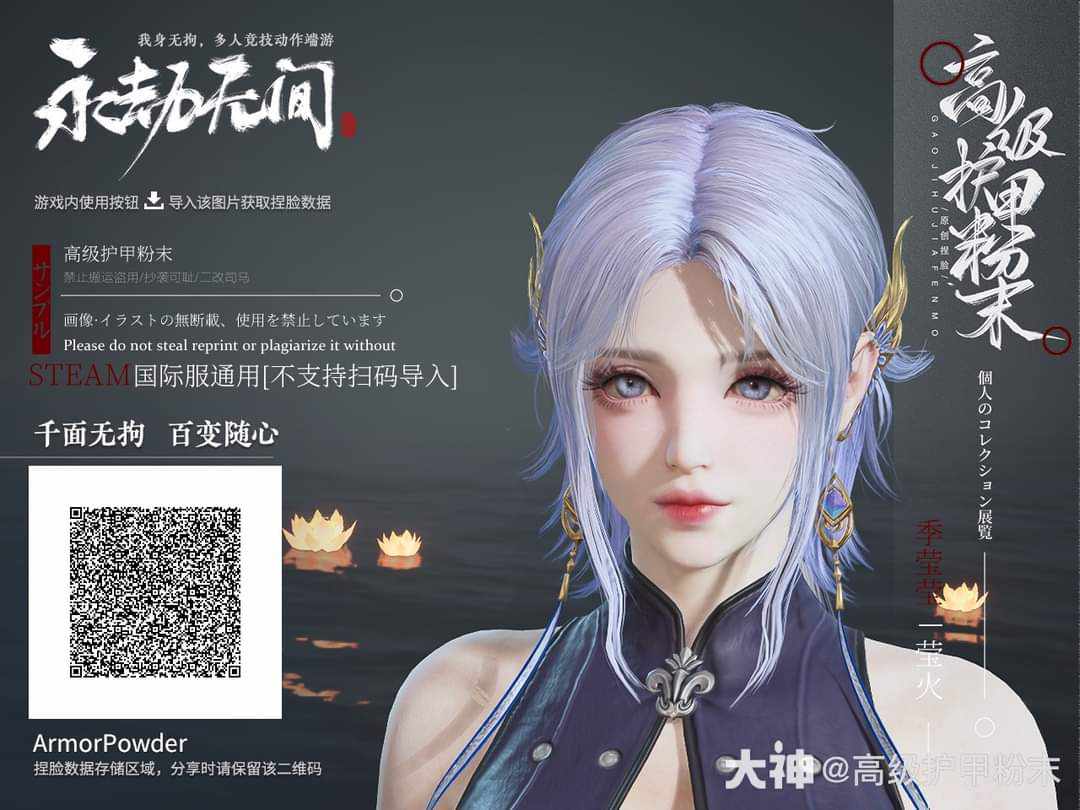 我身无拘，多人竞技动作端游
永劫无间
游戏内使用按钮 导入该图片获取捏脸数据
サンプル
高级护甲粉末
禁止搬运盗用/抄袭可耻/二改司马
画像·イラストの無断載、使用を禁止しています
Please do not steal reprint or plagiarize it without
STEAM国际服通用[不支持扫码导入]
千面无拘 百变随心
ArmorPowder
捏脸数据存储区域，分享时请保留该二维码
高级护甲粉末
GAOJIHUJIAFENMO
/原创捏脸/
個人のコレクション展覧
季莹莹—莹火—
大神@高级护甲粉末